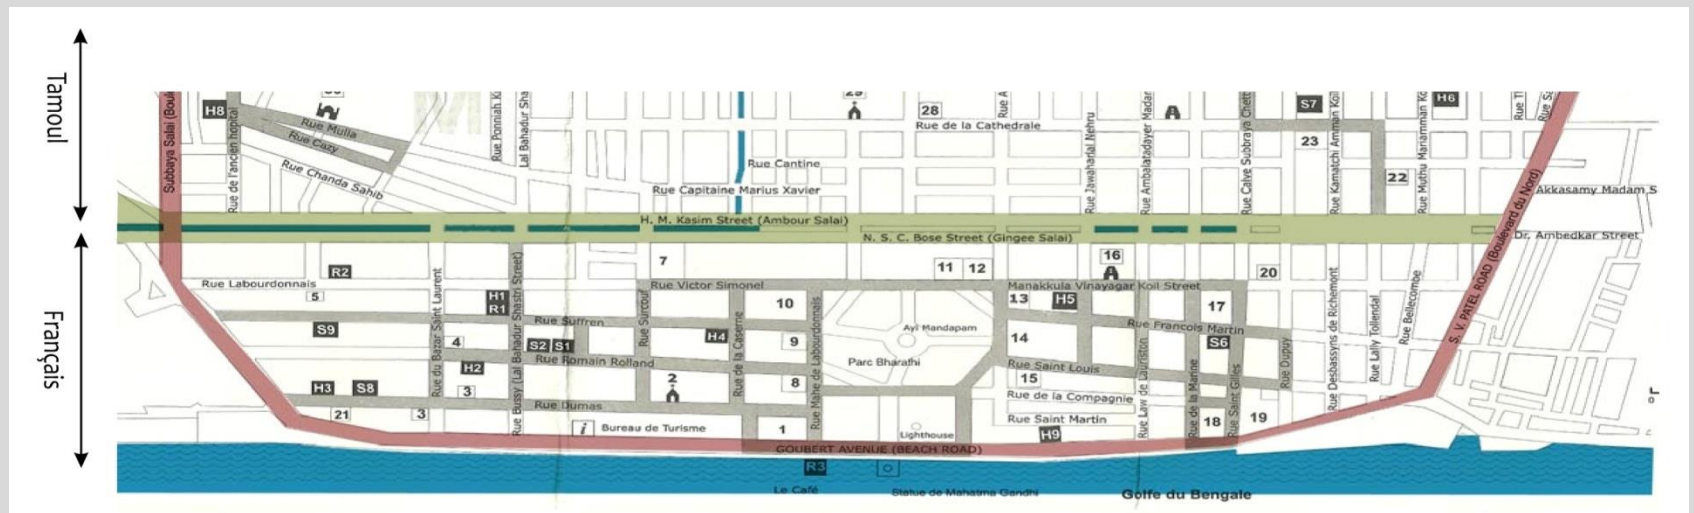 Tamoul
Français
H8
Rue de l'ancien hopital
Rue Mulla
Rue Cazy
Rue Chanda Sahib
Subbaya Salai (Boul
Rue Ponniah
Lal Bahadur Sha
29
28
Rue A
Rue de la Cathedrale
Rue Cantine
Rue Capitaine Marius Xavier
Rue Jawaharlal Nehru
Rue Ambalatadayer Madam
Rue Calve Subbraya Chett
S7
23
Rue Kamatchi Amman Koil
22
Rue Muthu Mariamman Ko
H6
Rue T
Akkasamy Madam S
H. M. Kasim Street (Ambour Salai)
N. S. C. Bose Street (Gingee Salai)
Dr. Ambedkar Street
S. V. PATEL ROAD (Boulevard du Nord)
R2
Rue Labourdonnais
5
S9
Rue du Bazar Saint Laurent
H1
R1
Rue Bussy (Lal Bahadur Shastri Street)
4
H2
3
H3
S8
21
3
7
Rue Victor Simonel
Rue Suffren
Rue Surcouf
S2
S1
Rue Romain Rolland
Rue Dumas
2
H4
Rue de la Caserne
10
9
8
1
Rue Mahe de Labourdonnais
i
Bureau de Turisme
11
12
Ayi Mandapam
Parc Bharathi
Lighthouse
16
Manakkula Vinayagar Koil Street
13
H5
14
15
Rue Saint Louis
Rue de la Compagnie
Rue Saint Martin
H9
Rue Law de Lauriston
Rue Francois Martin
17
S6
Rue de la Marine
Rue Saint Gilles
18
19
20
Rue Dupuy
Rue Desbassyns de Richemont
Rue Lally Tollendal
Rue Bellecombe
GOUBERT AVENUE (BEACH ROAD)
R3
Le Café
Statue de Mahatma Gandhi
Golfe du Bengale